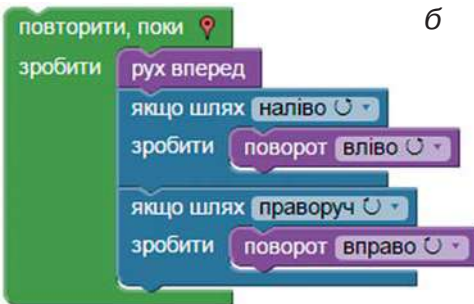 повторити, поки
б
зробити рух вперед
якщо шлях наліво ↺
зробити поворот вліво ↺
якщо шлях праворуч ↻
зробити поворот вправо ↻